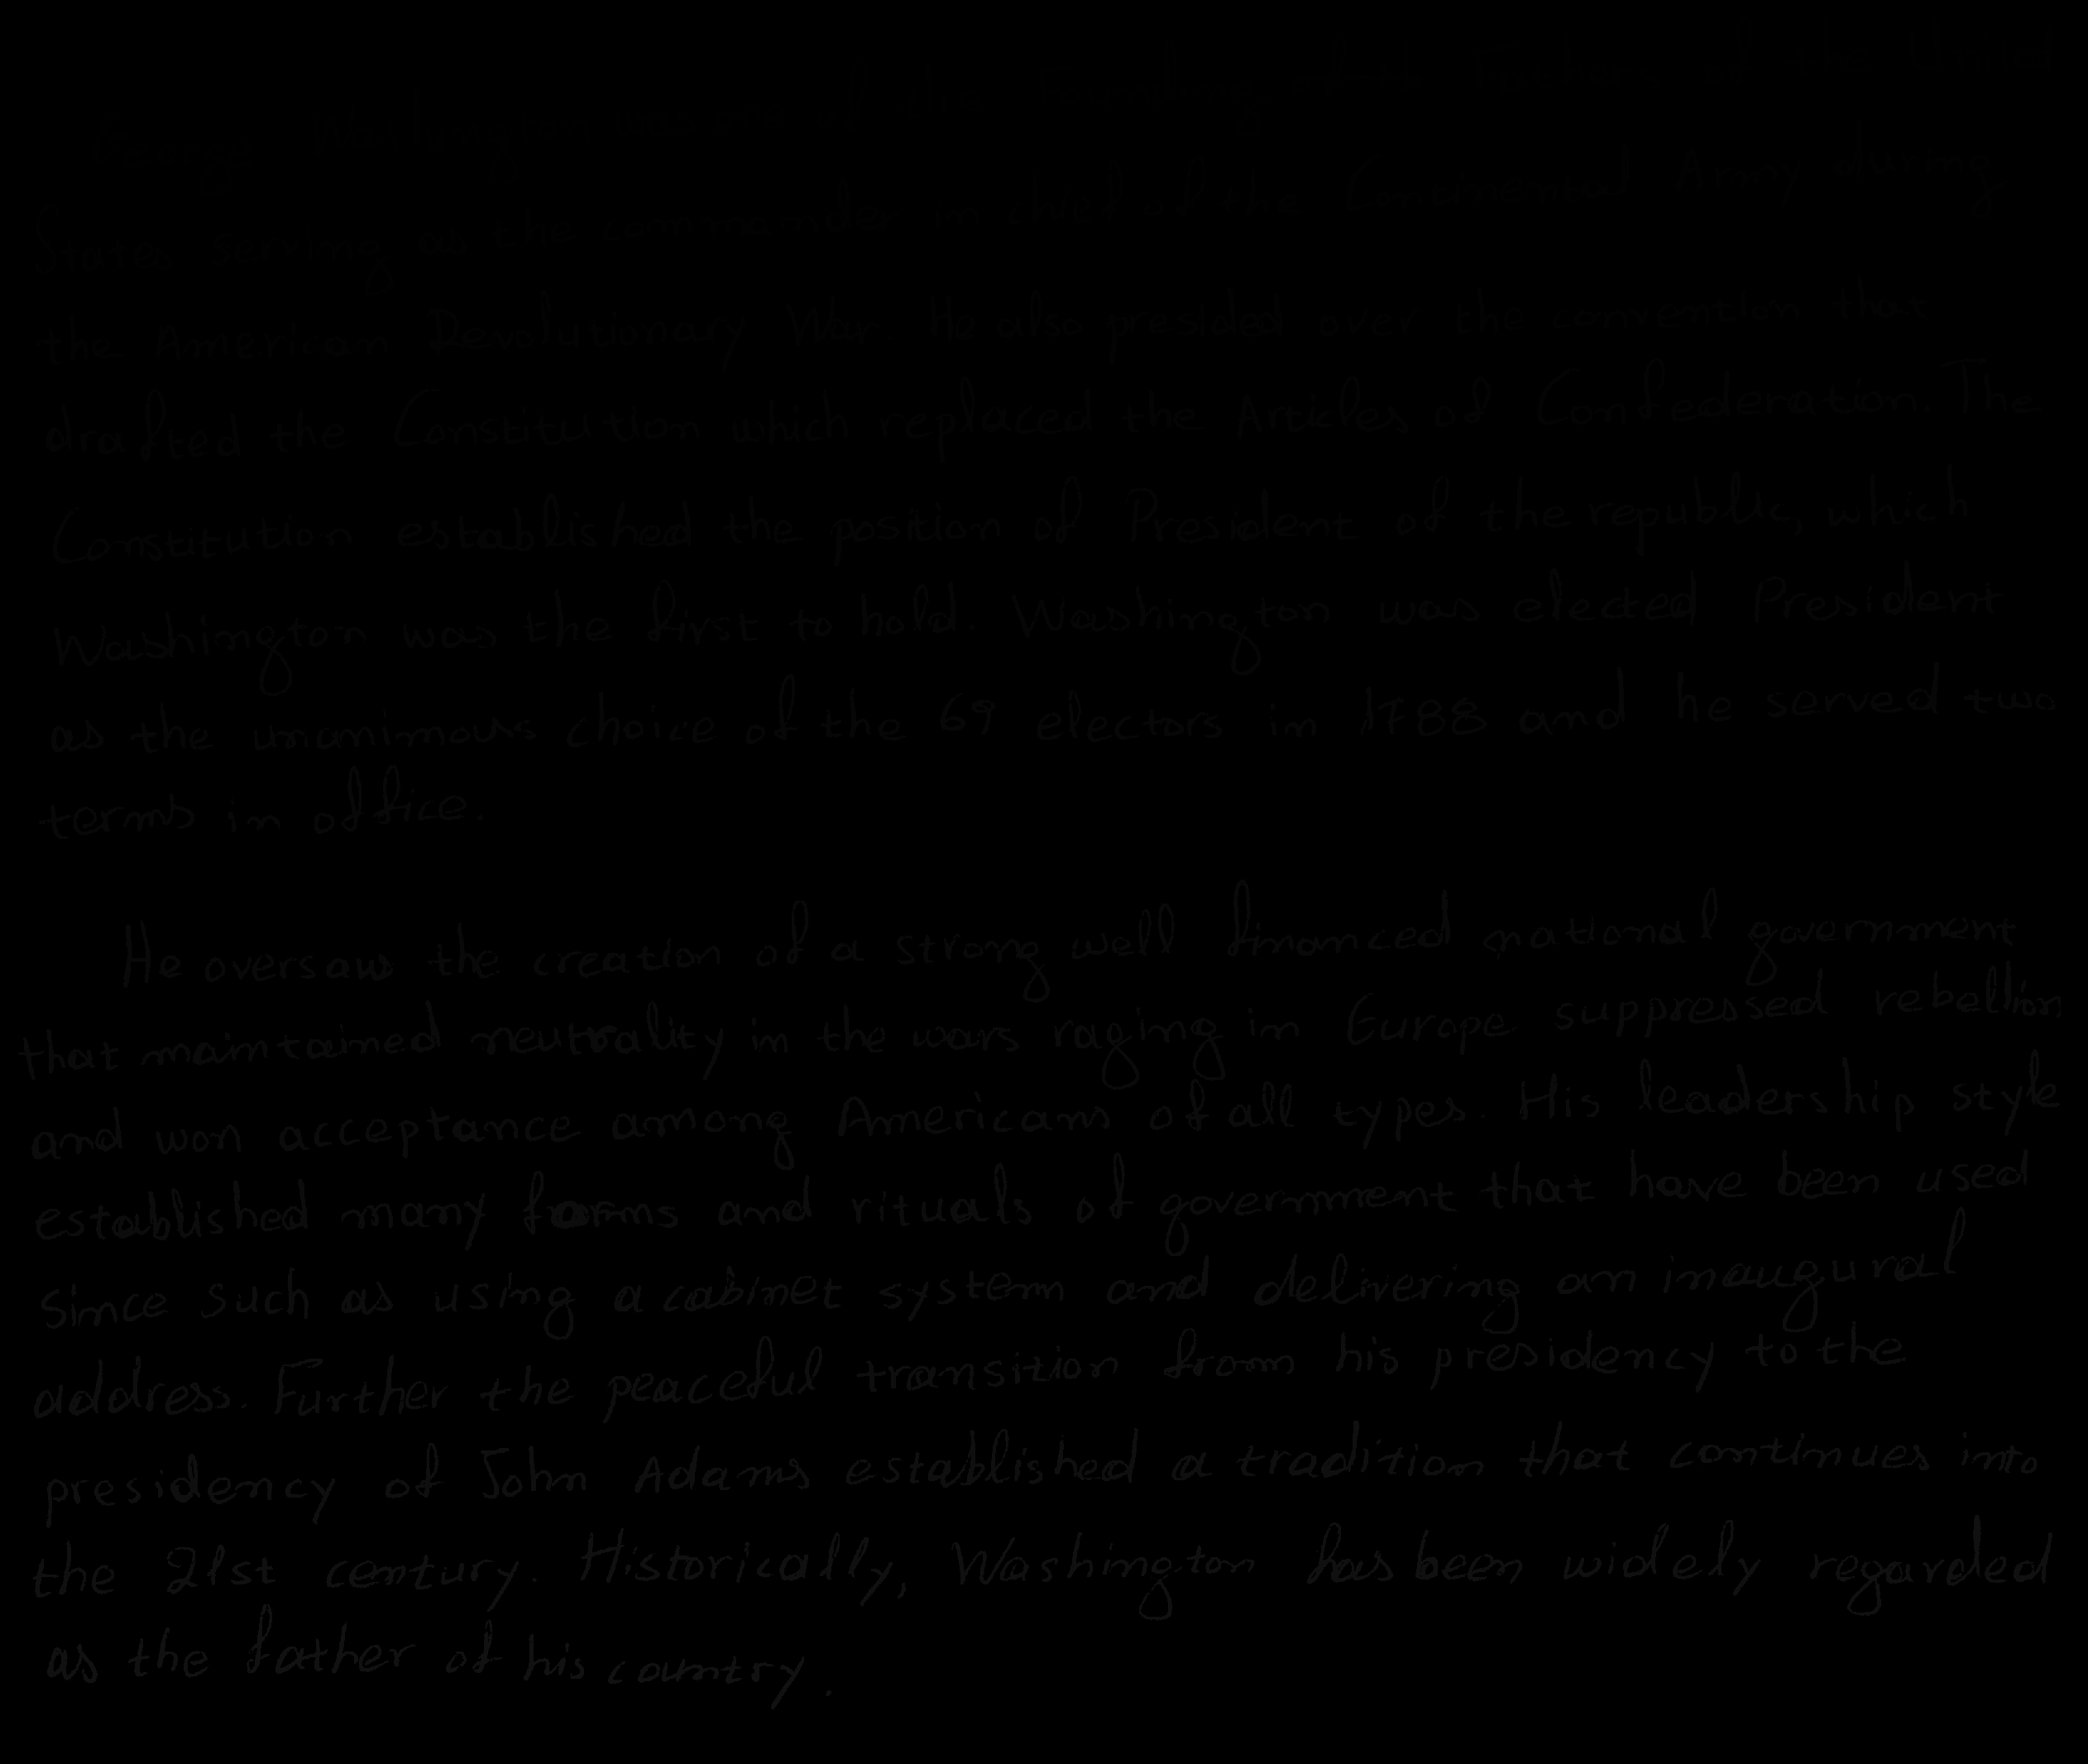 George Washington was one of the Founding
States serving as the commander in chief of the Continental Army during
the American Revolutionary War. He also presided over the convention that
drafted the Constitution which replaced the Articles of Confederation. The
Constitution established the position of President of the republic, which
Washington was the first to hold. Washington was elected President
as the unanimous choice of the 69 electors in 1788 and he served two
terms in office.
He oversaw the creation of a strong well financed national government
that maintained neutrality in the wars raging in Europe suppressed rebellion
and won acceptance among Americans of all types. His leadership style
established many forms and rituals of government that have been used
since such as using a cabinet system and delivering an inaugural
address. Further the peaceful transition from his presidency to the
presidency of John Adams established a tradition that continues into
the 21st century. Historically, Washington has been widely regarded
as the father of his country.